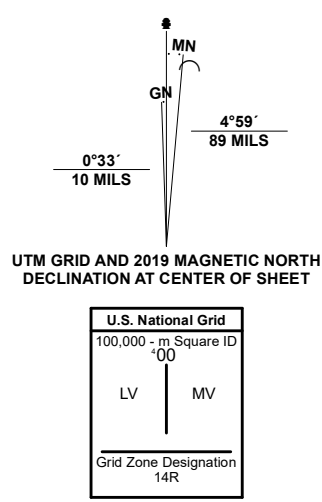 MN
GN
4°59´
89 MILS
0°33´
10 MILS
UTM GRID AND 2019 MAGNETIC NORTH
DECLINATION AT CENTER OF SHEET
U.S. National Grid
100,000 - m Square ID
⁴00
LV MV
Grid Zone Designation
14R